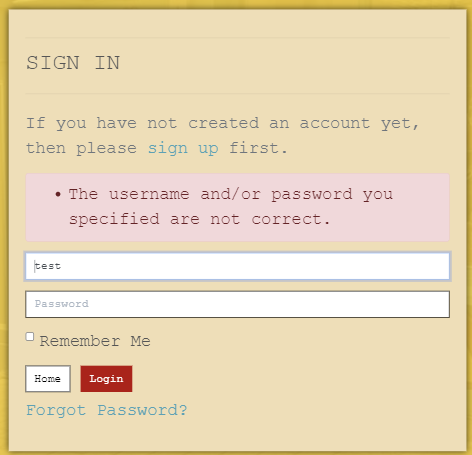 SIGN IN
If you have not created an account yet,
then please sign up first.
• The username and/or password you
specified are not correct.
test
Password
Remember Me
Home Login
Forgot Password?